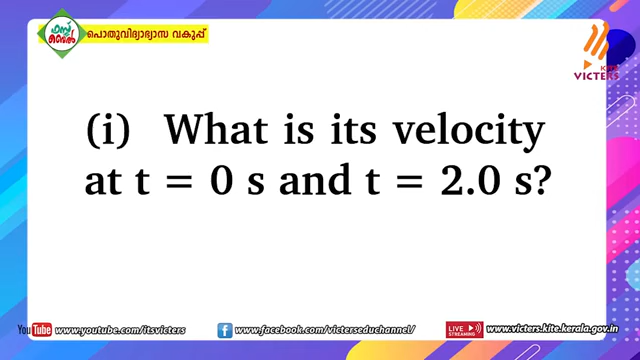 ഫസ്റ്റ് ബെൽ
പൊതുവിദ്യാഭ്യാസ വകുപ്പ്
KITE
VICTERS
(i) What is its velocity
at t = 0 s and t = 2.0 s?
YouTube www.youtube.com/itsvicters
f www.facebook.com/victerseduchannel/
LIVE STREAMING www.victers.kite.kerala.gov.in